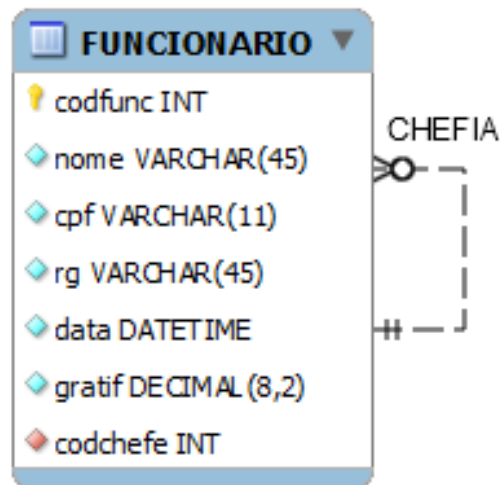 FUNCIONARIO
codfunc INT
CHEFIA
nome VARCHAR(45)
cpf VARCHAR(11)
rg VARCHAR(45)
data DATETIME
gratif DECIMAL(8,2)
codchefe INT